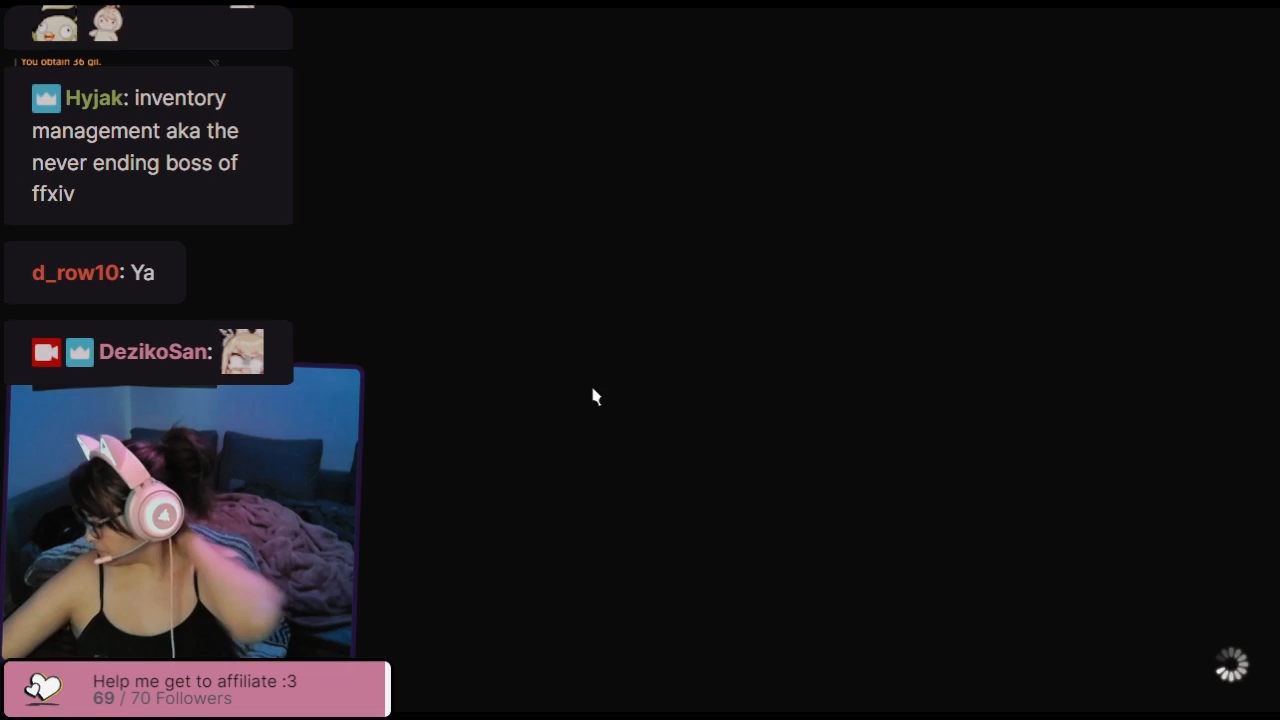 You obtain 36 gil.
Hyjak: inventory
management aka the
never ending boss of
ffxiv
d_row10: Ya
DezikoSan:
Help me get to affiliate :3
69 / 70 Followers